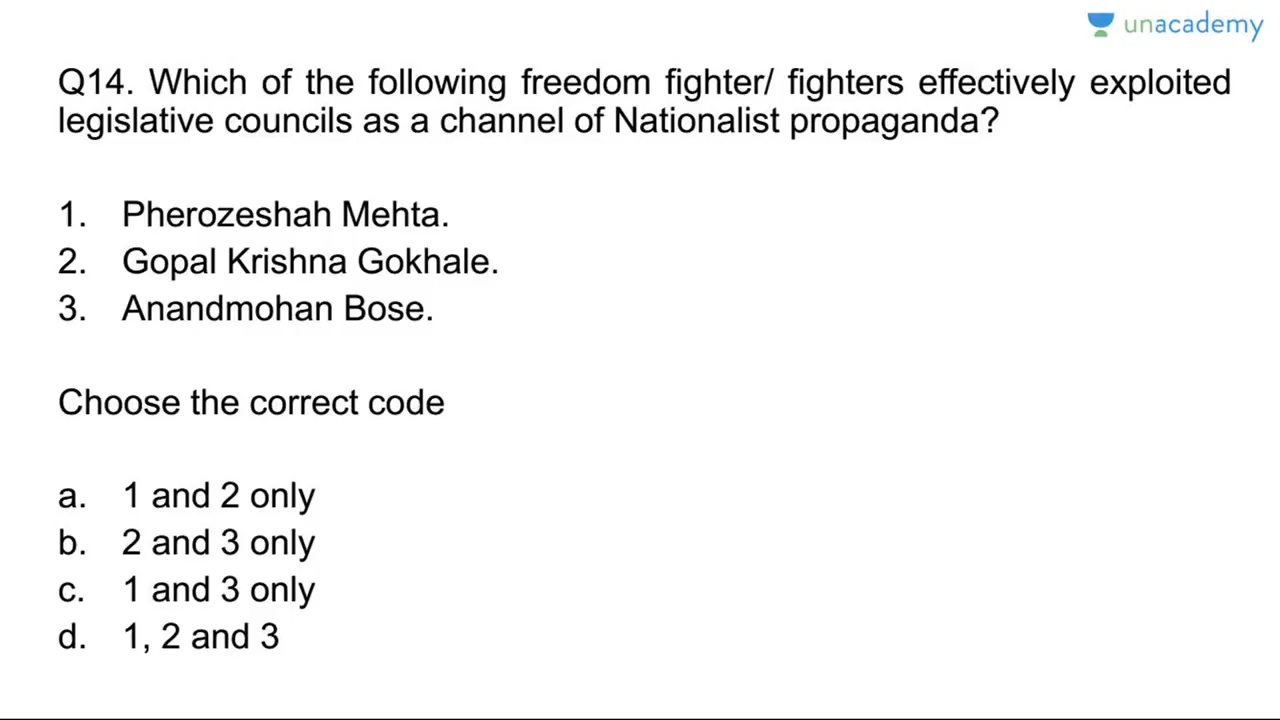 unacademy
Q14. Which of the following freedom fighter/ fighters effectively exploited
legislative councils as a channel of Nationalist propaganda?
1. Pherozeshah Mehta.
2. Gopal Krishna Gokhale.
3. Anandmohan Bose.
Choose the correct code
a. 1 and 2 only
b. 2 and 3 only
c. 1 and 3 only
d. 1, 2 and 3